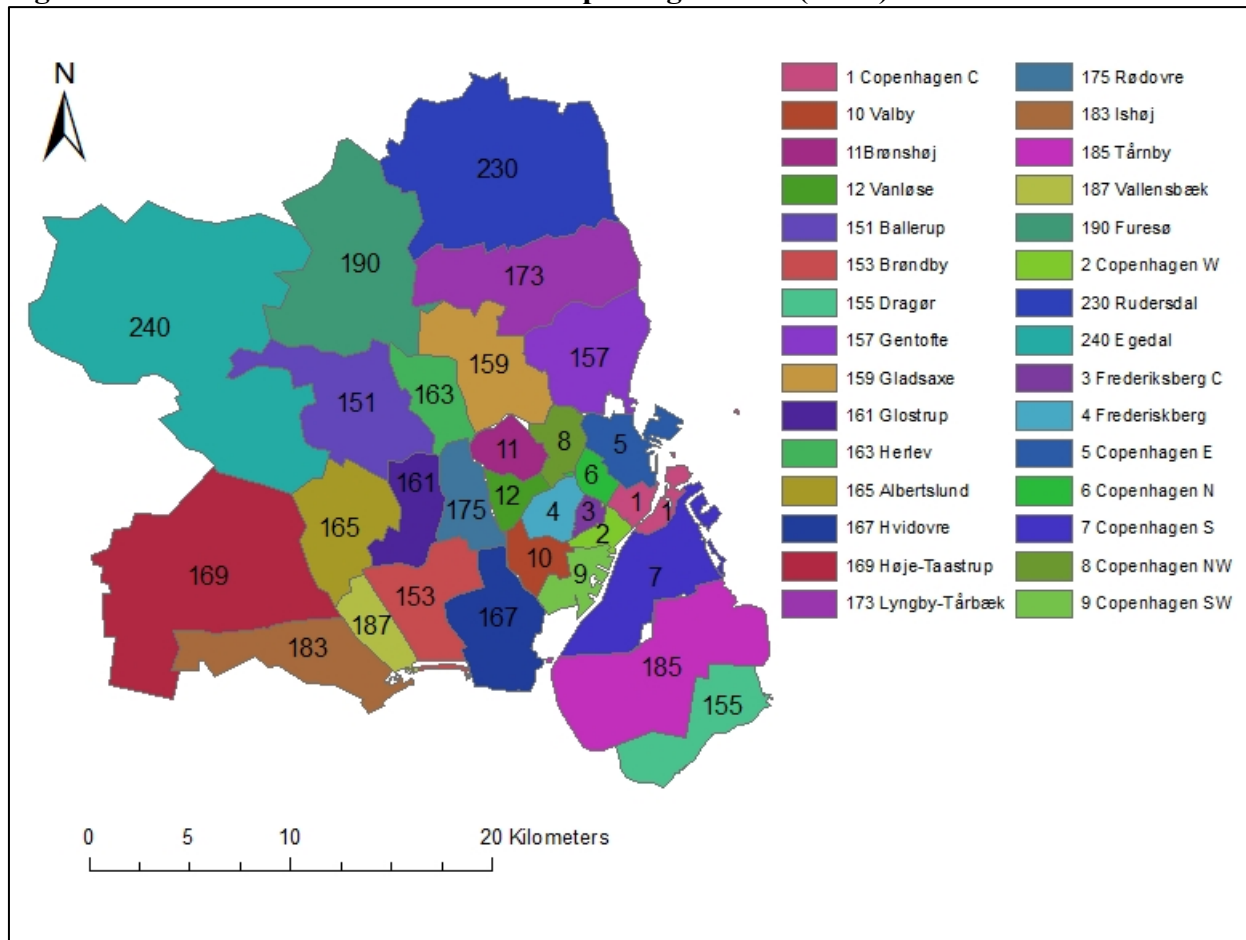 N
230
190
173
240
157
159
163
151
5
8
11
6
161
12
1
1
175
4
3
165
2
10
7
169
9
153
167
187
183
185
155
0 5 10 20 Kilometers
1 Copenhagen C
10 Valby
11Brønshøj
12 Vanløse
151 Ballerup
153 Brøndby
155 Dragør
157 Gentofte
159 Gladsaxe
161 Glostrup
163 Herlev
165 Albertslund
167 Hvidovre
169 Høje-Taastrup
173 Lyngby-Tårbæk
175 Rødovre
183 Ishøj
185 Tårnby
187 Vallensbæk
190 Furesø
2 Copenhagen W
230 Rudersdal
240 Egedal
3 Frederiksberg C
4 Frederiskberg
5 Copenhagen E
6 Copenhagen N
7 Copenhagen S
8 Copenhagen NW
9 Copenhagen SW